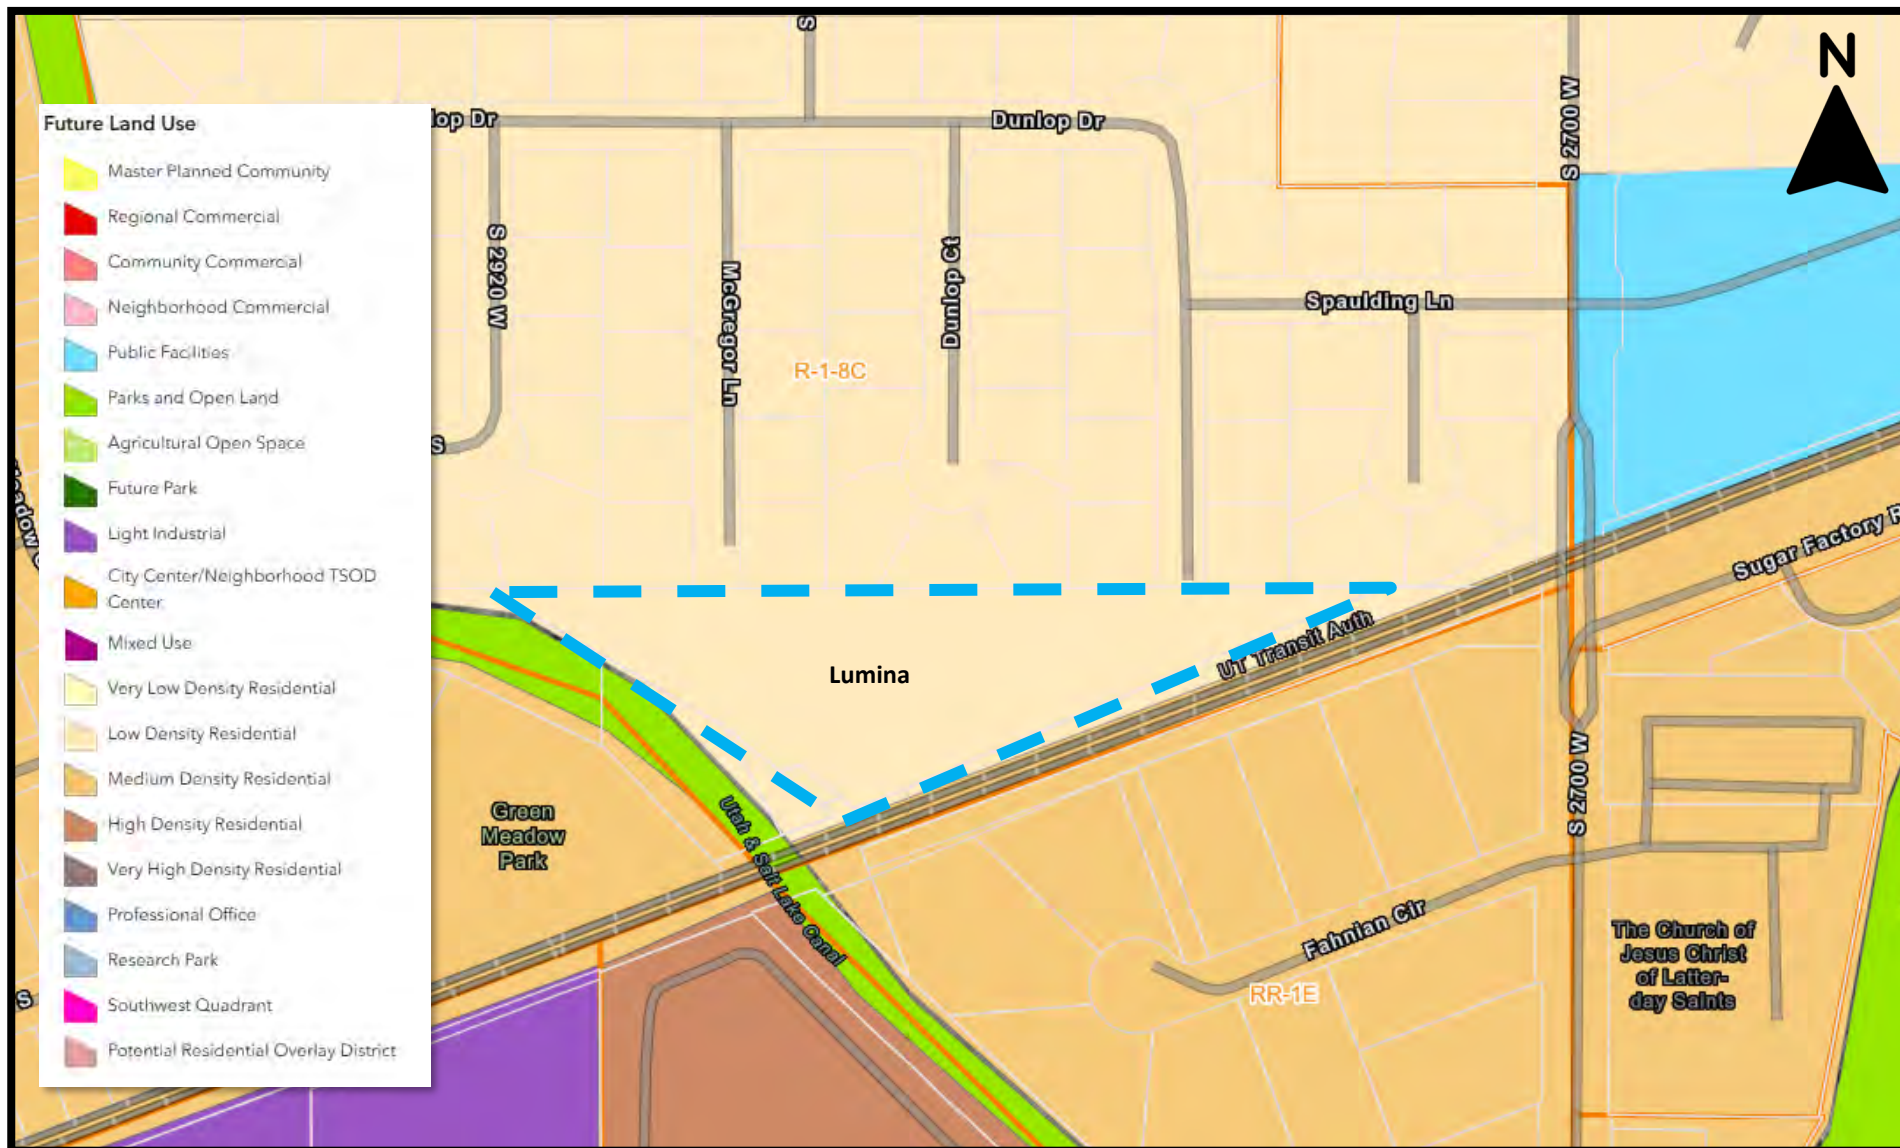 Future Land Use
Master Planned Community
Regional Commercial
Community Commercial
Neighborhood Commercial
Public Facilities
Parks and Open Land
Agricultural Open Space
Future Park
Light Industrial
City Center/Neighborhood TSOD
Center
Mixed Use
Very Low Density Residential
Low Density Residential
Medium Density Residential
High Density Residential
Very High Density Residential
Professional Office
Research Park
Southwest Quadrant
Potential Residential Overlay District
S
N
lop Dr
Dunlop Dr
S 2700 W
S 2920 W
McGregor Ln
Dunlop Ct
Spaulding Ln
R-1-8C
S
Sugar Factory R
UT Transit Auth
Lumina
S 2700 W
Green
Meadow
Park
Utah & Salt Lake Canal
Fahnian Cir
RR-1E
The Church of
Jesus Christ
of Latter-
day Saints
S